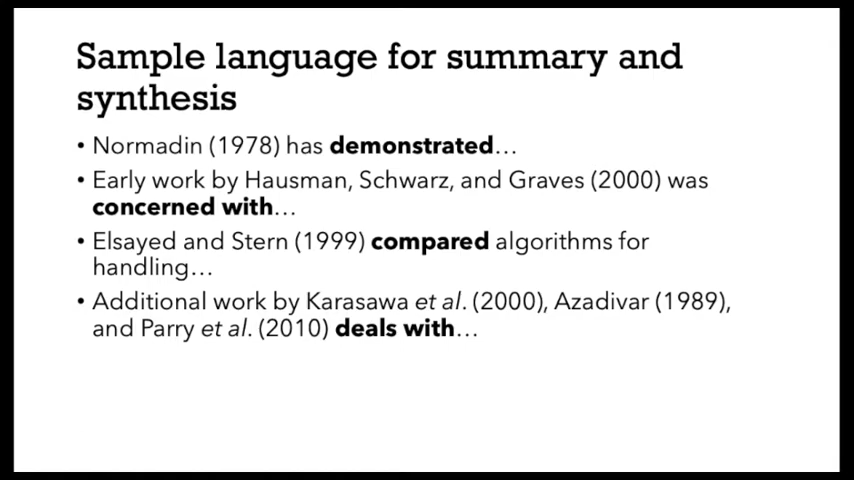 Sample language for summary and
synthesis
• Normadin (1978) has demonstrated…
• Early work by Hausman, Schwarz, and Graves (2000) was
concerned with…
• Elsayed and Stern (1999) compared algorithms for
handling…
• Additional work by Karasawa et al. (2000), Azadivar (1989),
and Parry et al. (2010) deals with…